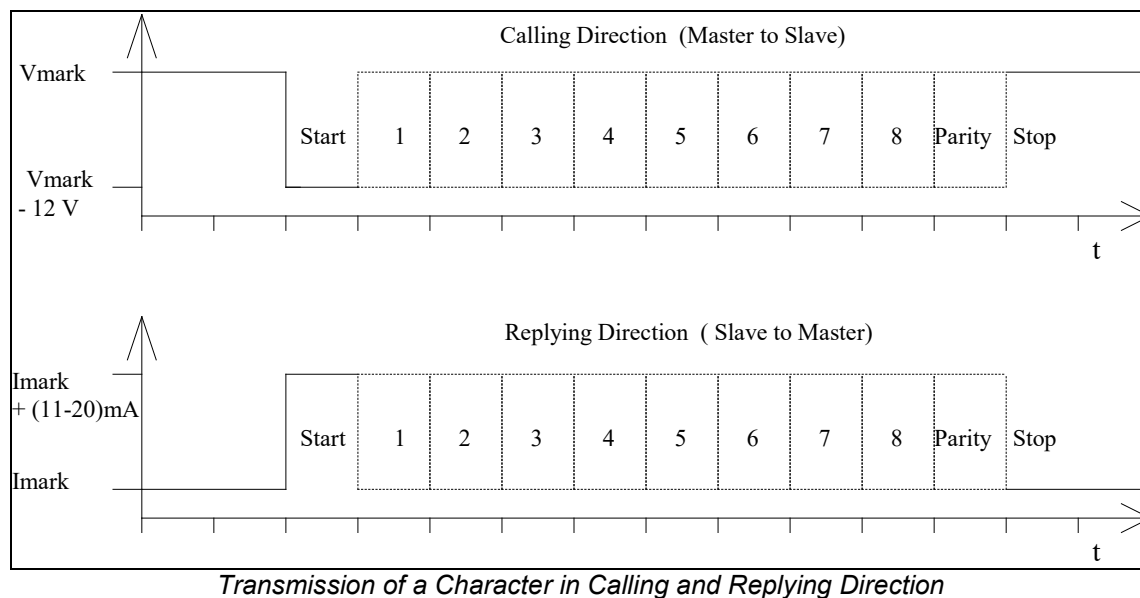 Calling Direction (Master to Slave)
Vmark
Start 1 2 3 4 5 6 7 8 Parity Stop
Vmark
- 12 V
t
Replying Direction ( Slave to Master)
Imark
+ (11-20)mA
Start 1 2 3 4 5 6 7 8 Parity Stop
Imark
t
Transmission of a Character in Calling and Replying Direction